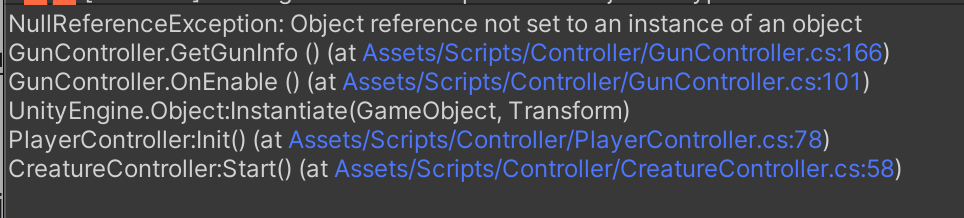 NullReferenceException: Object reference not set to an instance of an object
GunController.GetGunInfo () (at Assets/Scripts/Controller/GunController.cs:166)
GunController.OnEnable () (at Assets/Scripts/Controller/GunController.cs:101)
UnityEngine.Object:Instantiate(GameObject, Transform)
PlayerController:Init() (at Assets/Scripts/Controller/PlayerController.cs:78)
CreatureController:Start() (at Assets/Scripts/Controller/CreatureController.cs:58)